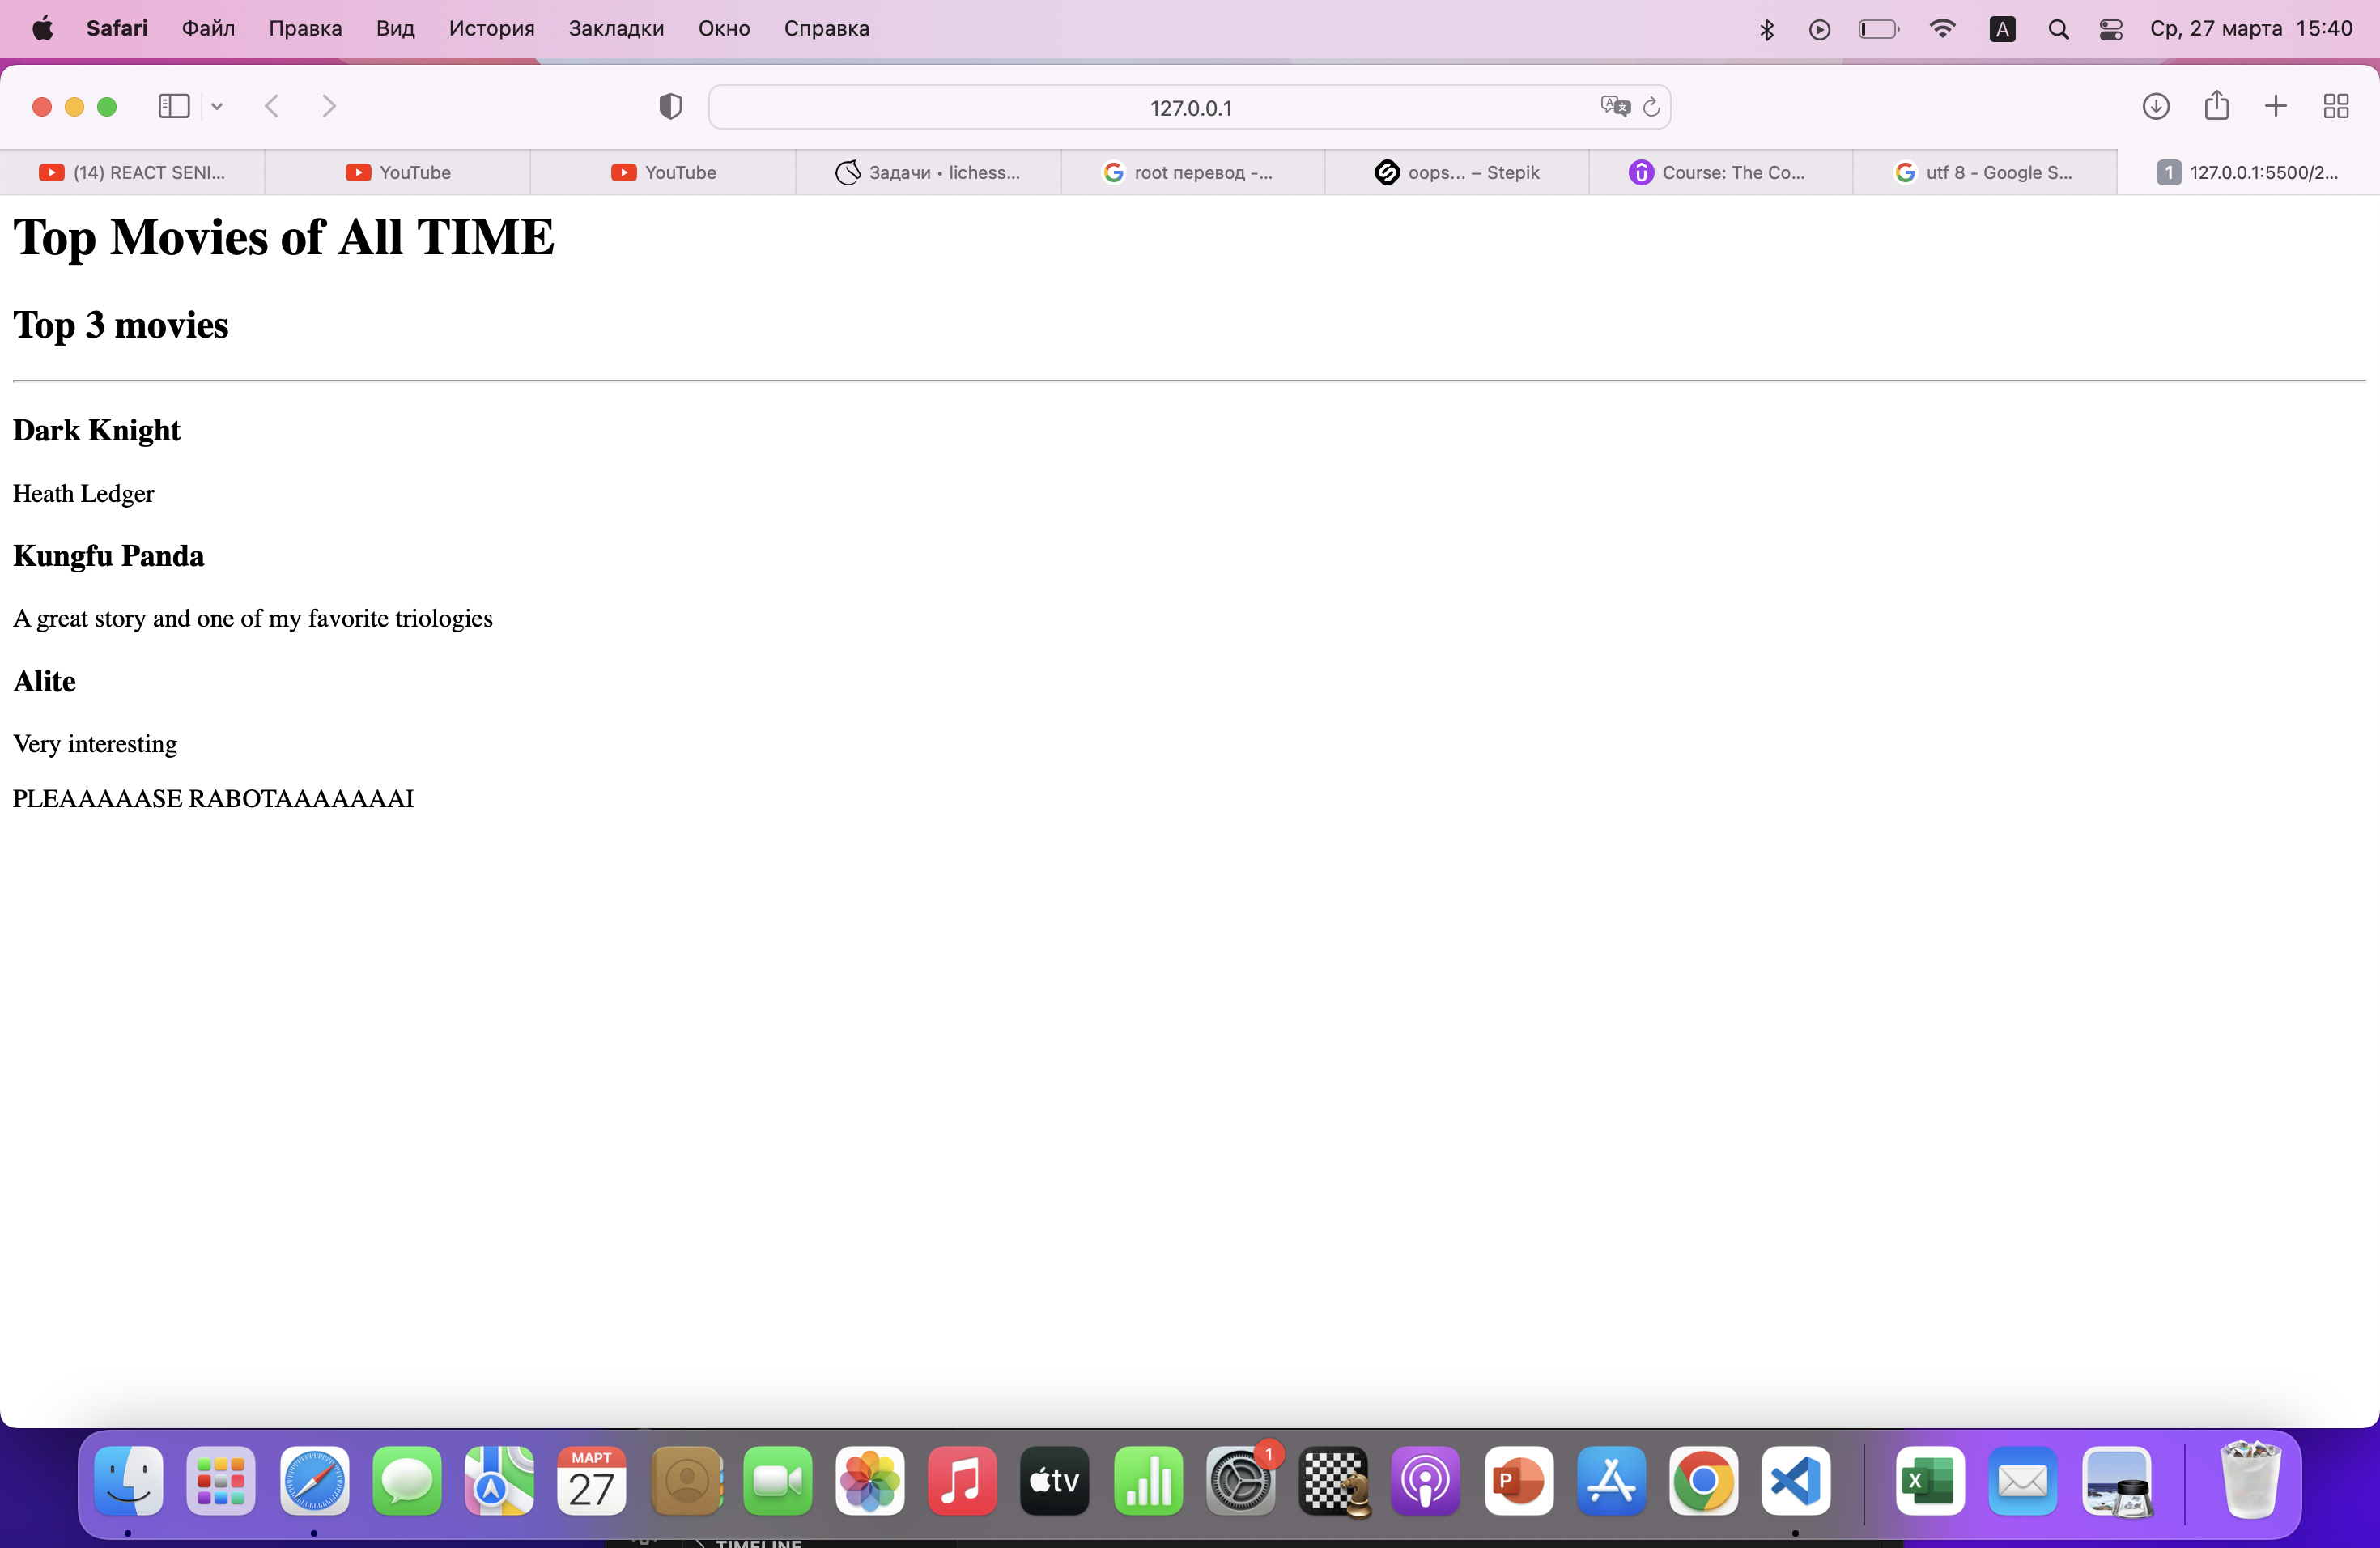 Safari Файл Правка Вид История Закладки Окно Справка A Ср, 27 марта 15:40
127.0.0.1
(14) REACT SENI... YouTube YouTube Задачи • lichess... root перевод -... oops... – Stepik Course: The Co... utf 8 - Google S... 1 127.0.0.1:5500/2...
Top Movies of All TIME
Top 3 movies
Dark Knight
Heath Ledger
Kungfu Panda
A great story and one of my favorite triologies
Alite
Very interesting
PLEAAAAASE RABOTAAAAAAAI
МАРТ
27
tv
1
P
X
TIMELINE